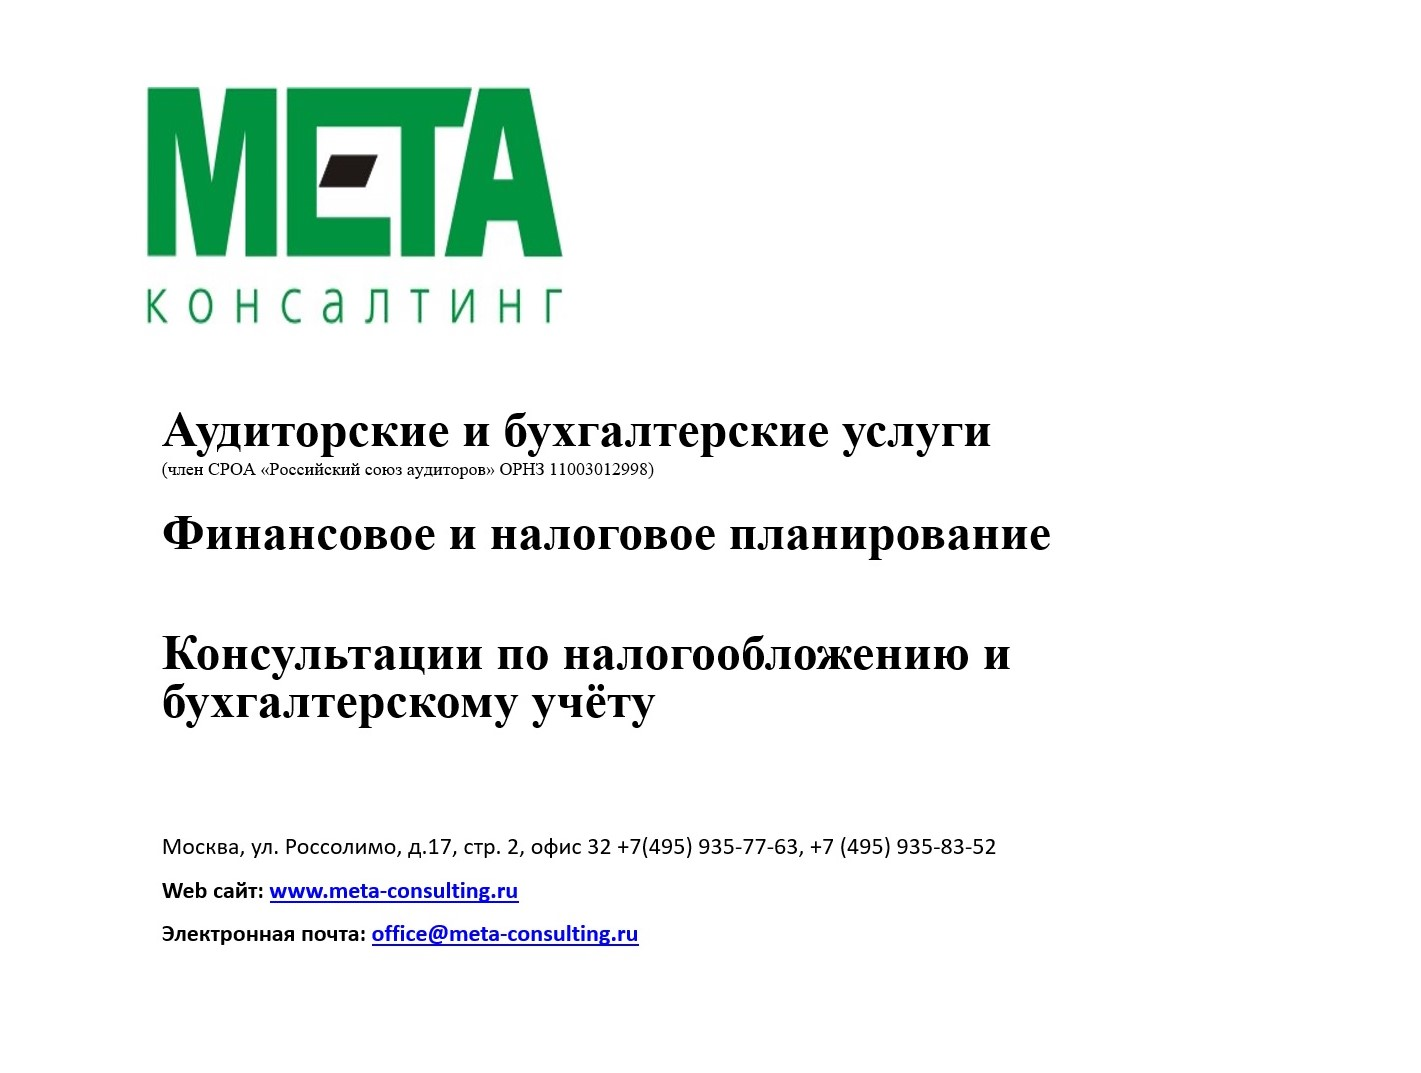 МЕТА
консалтинг
Аудиторские и бухгалтерские услуги
(член СРОА «Российский союз аудиторов» ОРНЗ 11003012998)
Финансовое и налоговое планирование
Консультации по налогообложению и
бухгалтерскому учёту
Москва, ул. Россолимо, д.17, стр. 2, офис 32 +7(495) 935-77-63, +7 (495) 935-83-52
Web сайт: www.meta-consulting.ru
Электронная почта: office@meta-consulting.ru